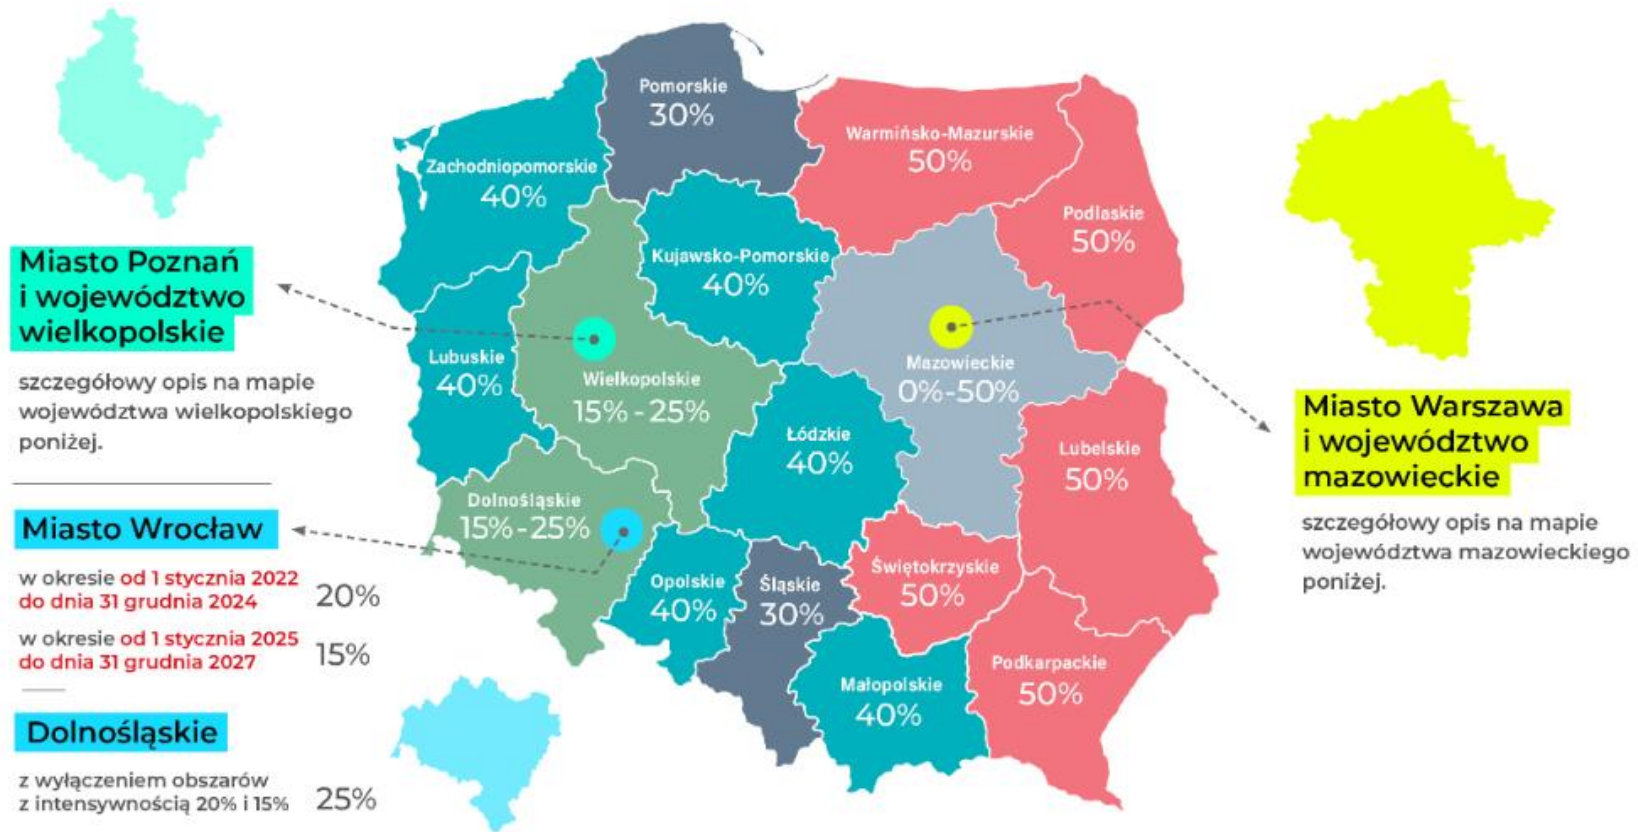 Miasto Poznań
i województwo
wielkopolskie
szczegółowy opis na mapie
województwa wielkopolskiego
poniżej.
Miasto Wrocław
w okresie od 1 stycznia 2022
do dnia 31 grudnia 2024
20%
w okresie od 1 stycznia 2025
do dnia 31 grudnia 2027
15%
Dolnośląskie
z wyłączeniem obszarów
z intensywnością 20% i 15%
25%
Pomorskie
30%
Zachodniopomorskie
40%
Warmińsko-Mazurskie
50%
Podlaskie
50%
Kujawsko-Pomorskie
40%
Lubuskie
40%
Wielkopolskie
15% - 25%
Mazowieckie
0%-50%
Łódzkie
40%
Lubelskie
50%
Dolnośląskie
15%-25%
Opolskie
40%
Śląskie
30%
Świętokrzyskie
50%
Małopolskie
40%
Podkarpackie
50%
Miasto Warszawa
i województwo
mazowieckie
szczegółowy opis na mapie
województwa mazowieckiego
poniżej.